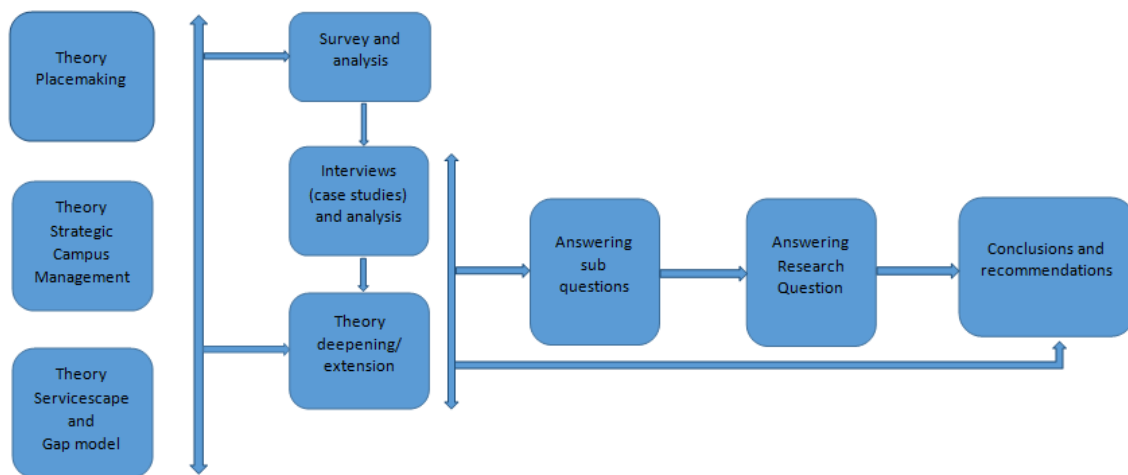 Theory
Placemaking
Theory
Strategic
Campus
Management
Theory
Servicescape
and
Gap model
Survey and
analysis
Interviews
(case studies)
and analysis
Theory
deepening/
extension
Answering
sub
questions
Answering
Research
Question
Conclusions and
recommendations